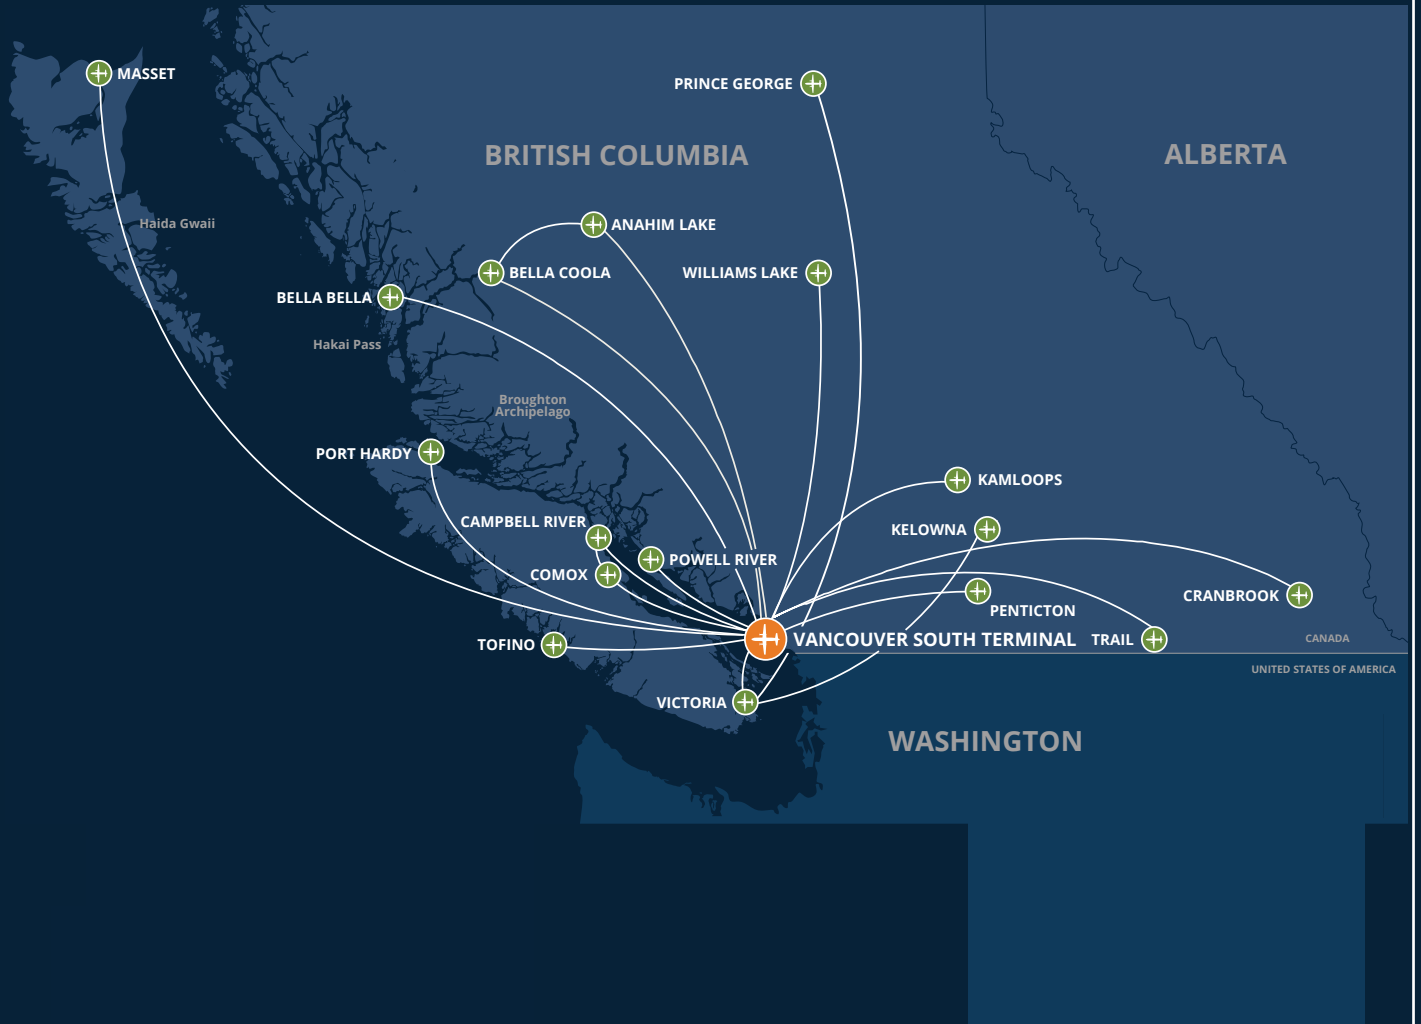 MASSET
PRINCE GEORGE
BRITISH COLUMBIA
ALBERTA
Haida Gwaii
ANAHIM LAKE
BELLA COOLA
WILLIAMS LAKE
BELLA BELLA
Hakai Pass
Broughton
Archipelago
PORT HARDY
KAMLOOPS
CAMPBELL RIVER
KELOWNA
POWELL RIVER
COMOX
CRANBROOK
PENTICTON
TOFINO
VANCOUVER SOUTH TERMINAL
TRAIL
CANADA
UNITED STATES OF AMERICA
VICTORIA
WASHINGTON